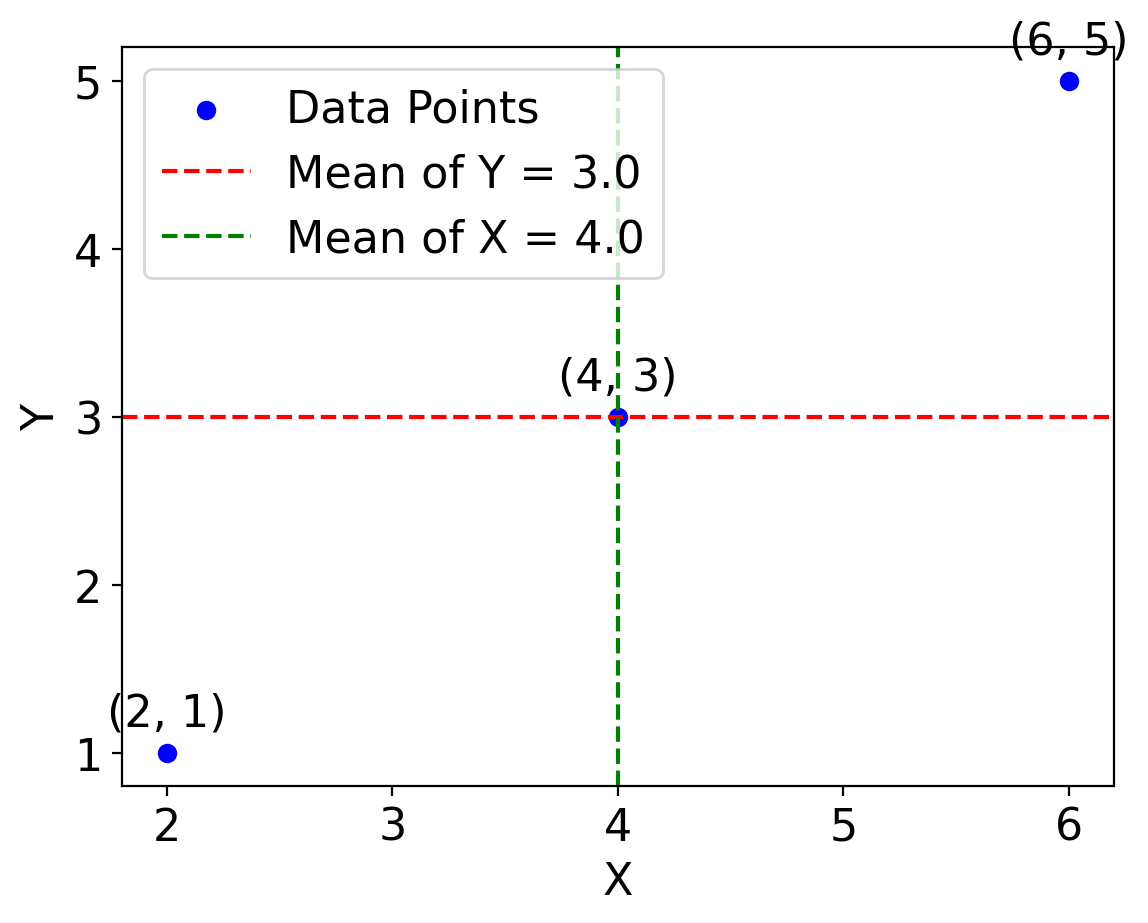 (6, 5)
5
Data Points
Mean of Y = 3.0
Mean of X = 4.0
4
(4, 3)
Y
3
2
(2, 1)
1
2 3 4 5 6
X